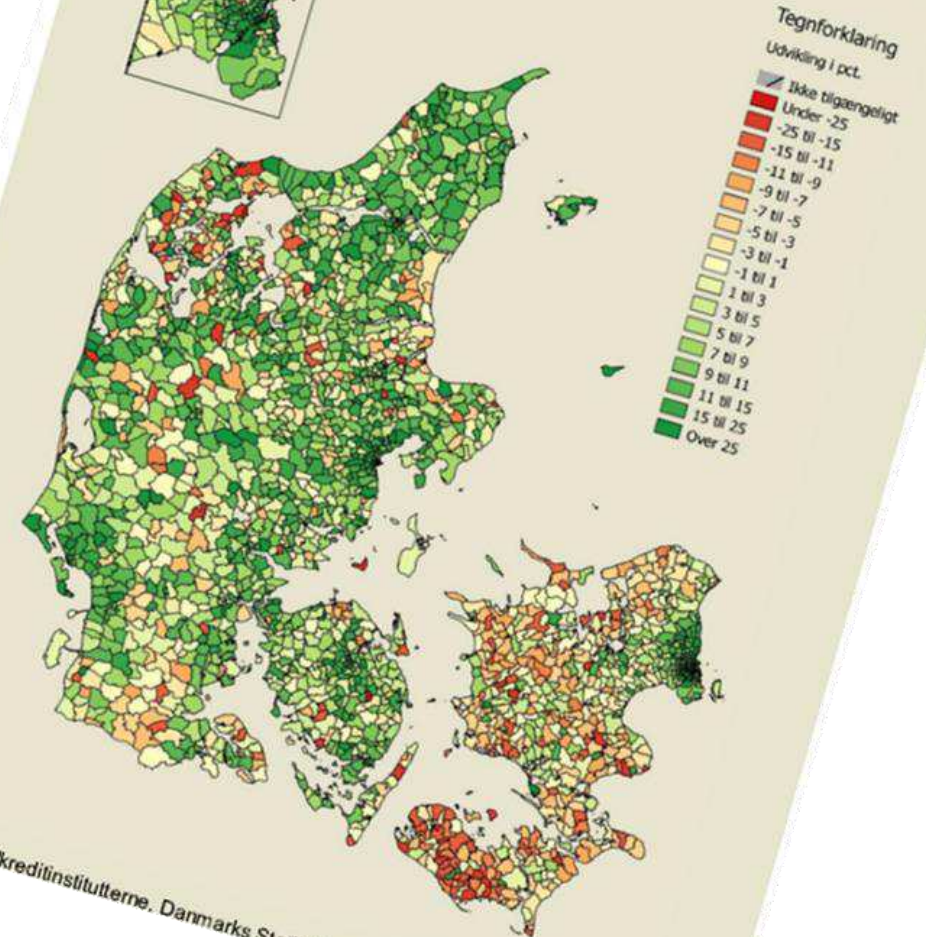 Tegnforklaring
Udvikling i pct.
Ikke tilgængeligt
Under -25
-25 til -15
-15 til -11
-11 til -9
-9 til -7
-7 til -5
-5 til -3
-3 til -1
-1 til 1
1 til 3
3 til 5
5 til 7
7 til 9
9 til 11
11 til 15
15 til 25
Over 25
kreditinstitutterne, Danmarks